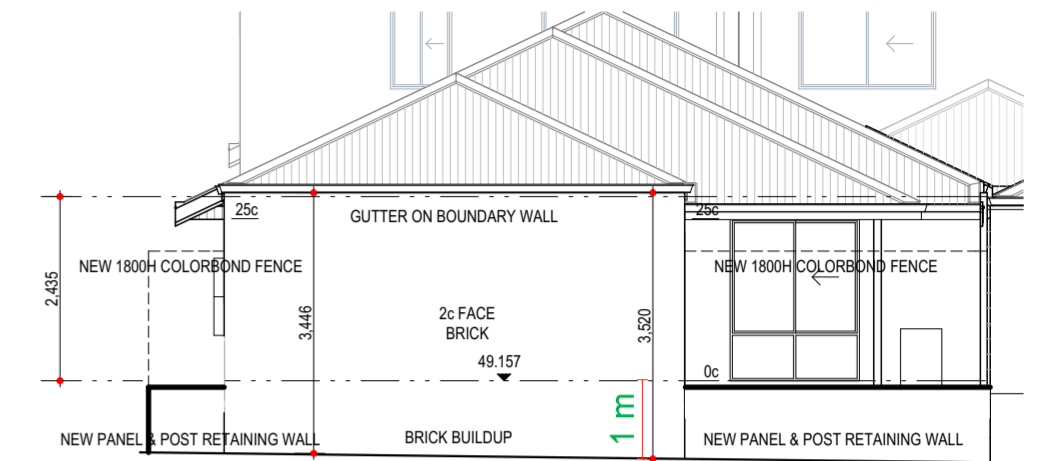 25c
GUTTER ON BOUNDARY WALL
25c
NEW 1800H COLORBOND FENCE
NEW 1800H COLORBOND FENCE
2,435
3,446
2c FACE
BRICK
3,520
49.157
0c
1 m
NEW PANEL & POST RETAINING WALL
BRICK BUILDUP
NEW PANEL & POST RETAINING WALL